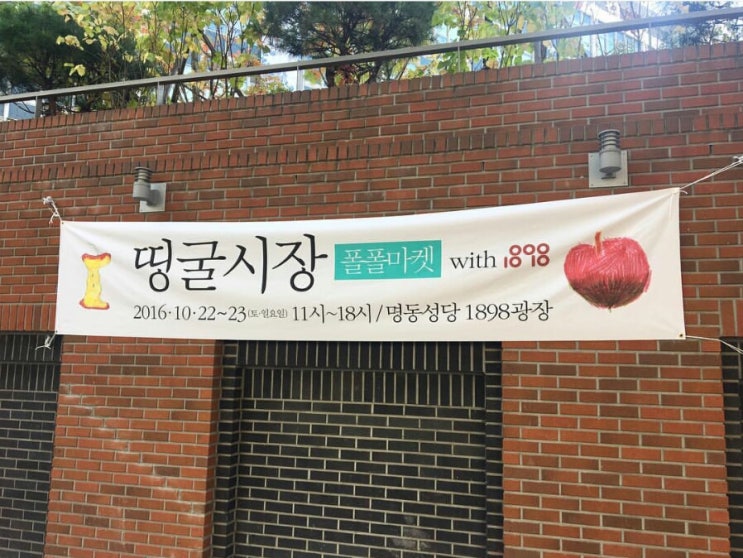 띵굴시장 폴폴마켓 with 1898
2016·10·22~23(토·일요일) 11시~18시/명동성당 1898광장